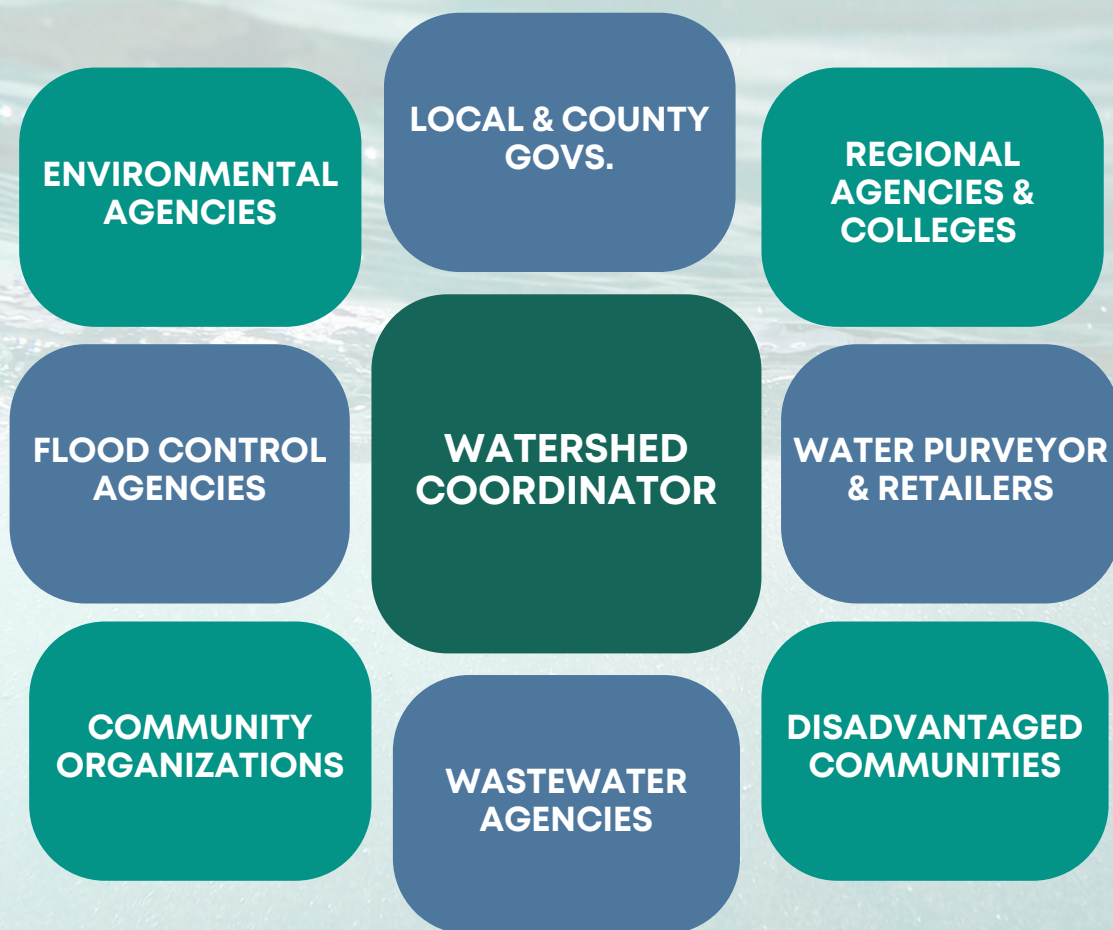 LOCAL & COUNTY
GOVS.
ENVIRONMENTAL
AGENCIES
REGIONAL
AGENCIES &
COLLEGES
FLOOD CONTROL
AGENCIES
WATERSHED
COORDINATOR
WATER PURVEYOR
& RETAILERS
COMMUNITY
ORGANIZATIONS
WASTEWATER
AGENCIES
DISADVANTAGED
COMMUNITIES